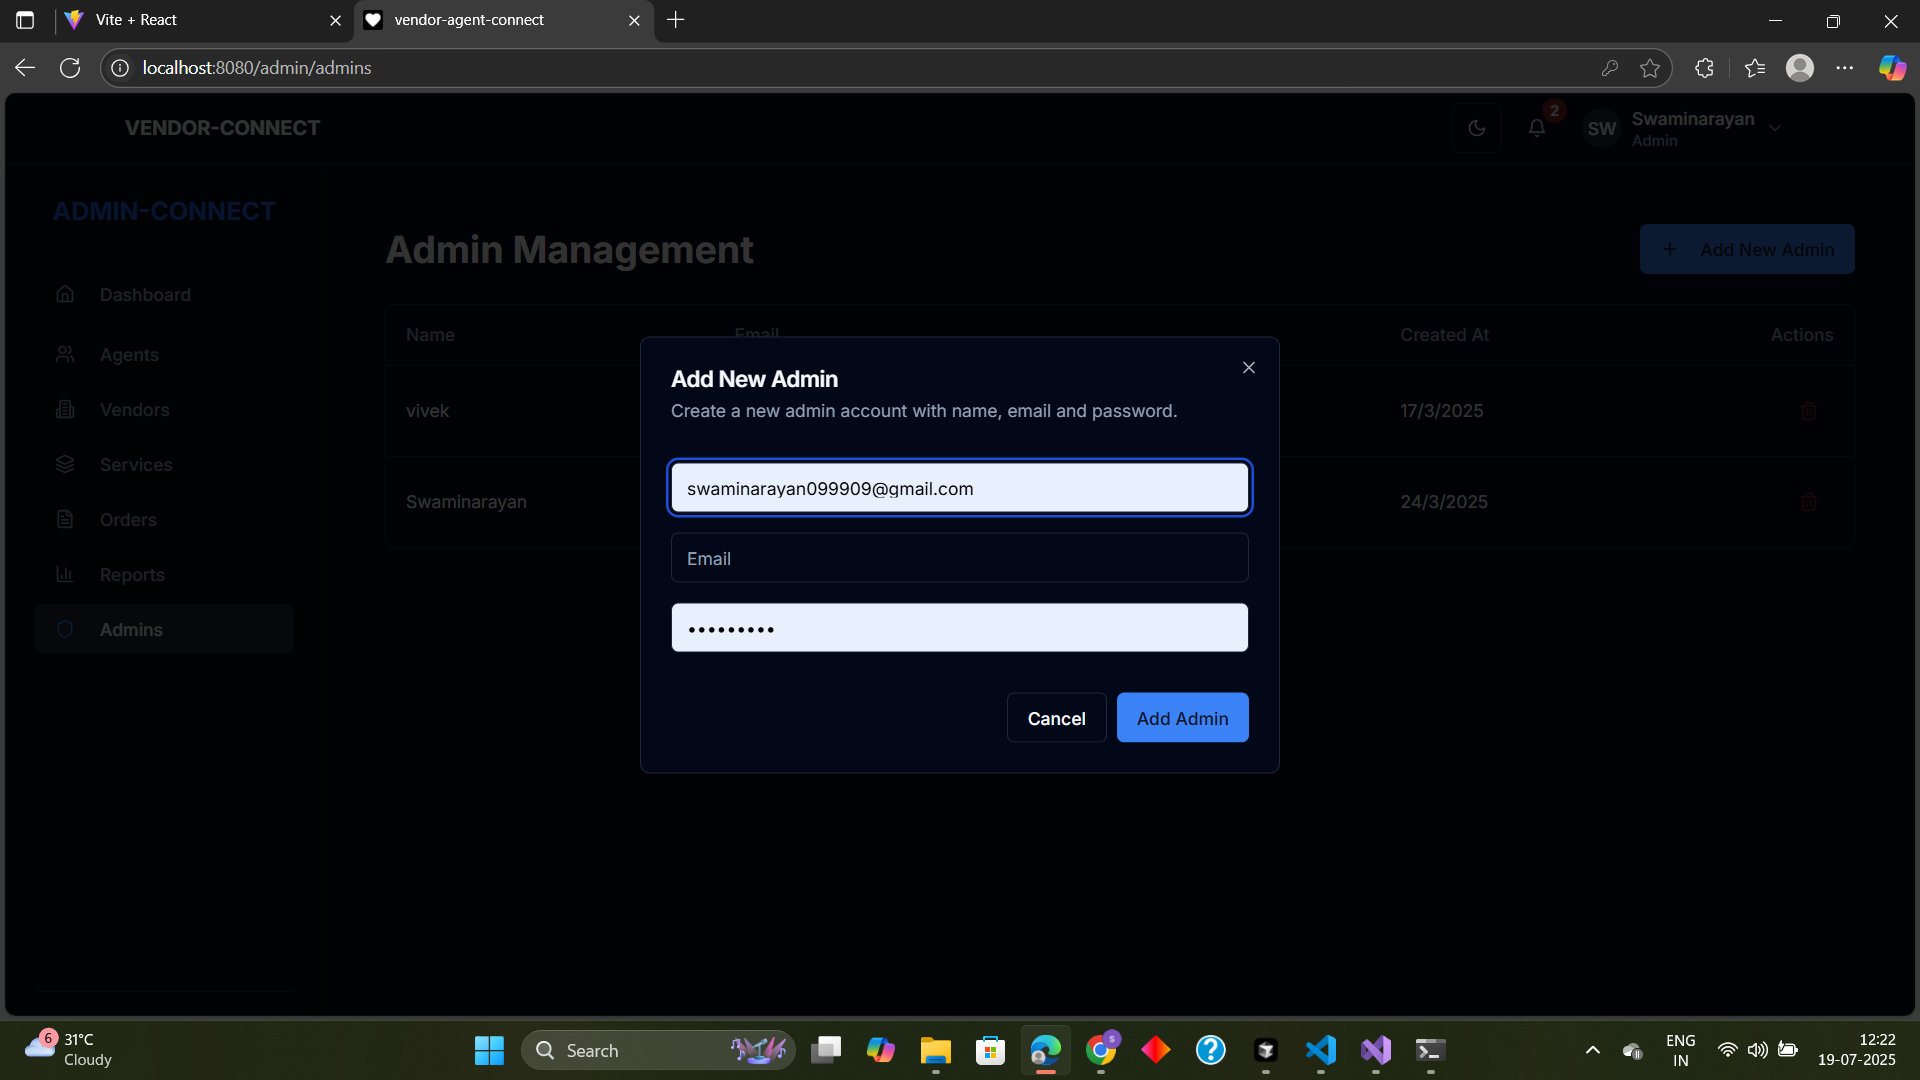 Vite + React
vendor-agent-connect
localhost:8080/admin/admins
VENDOR-CONNECT
2
SW
Swaminarayan
Admin
ADMIN-CONNECT
Dashboard
Agents
Vendors
Services
Orders
Reports
Admins
Admin Management
Add New Admin
Name
Email
Created At
Actions
vivek
17/3/2025
Swaminarayan
24/3/2025
Add New Admin
Create a new admin account with name, email and password.
swaminarayan099909@gmail.com
Email
•••••••••
Cancel
Add Admin
6
31°C
Cloudy
Search
S
ENG
IN
12:22
19-07-2025